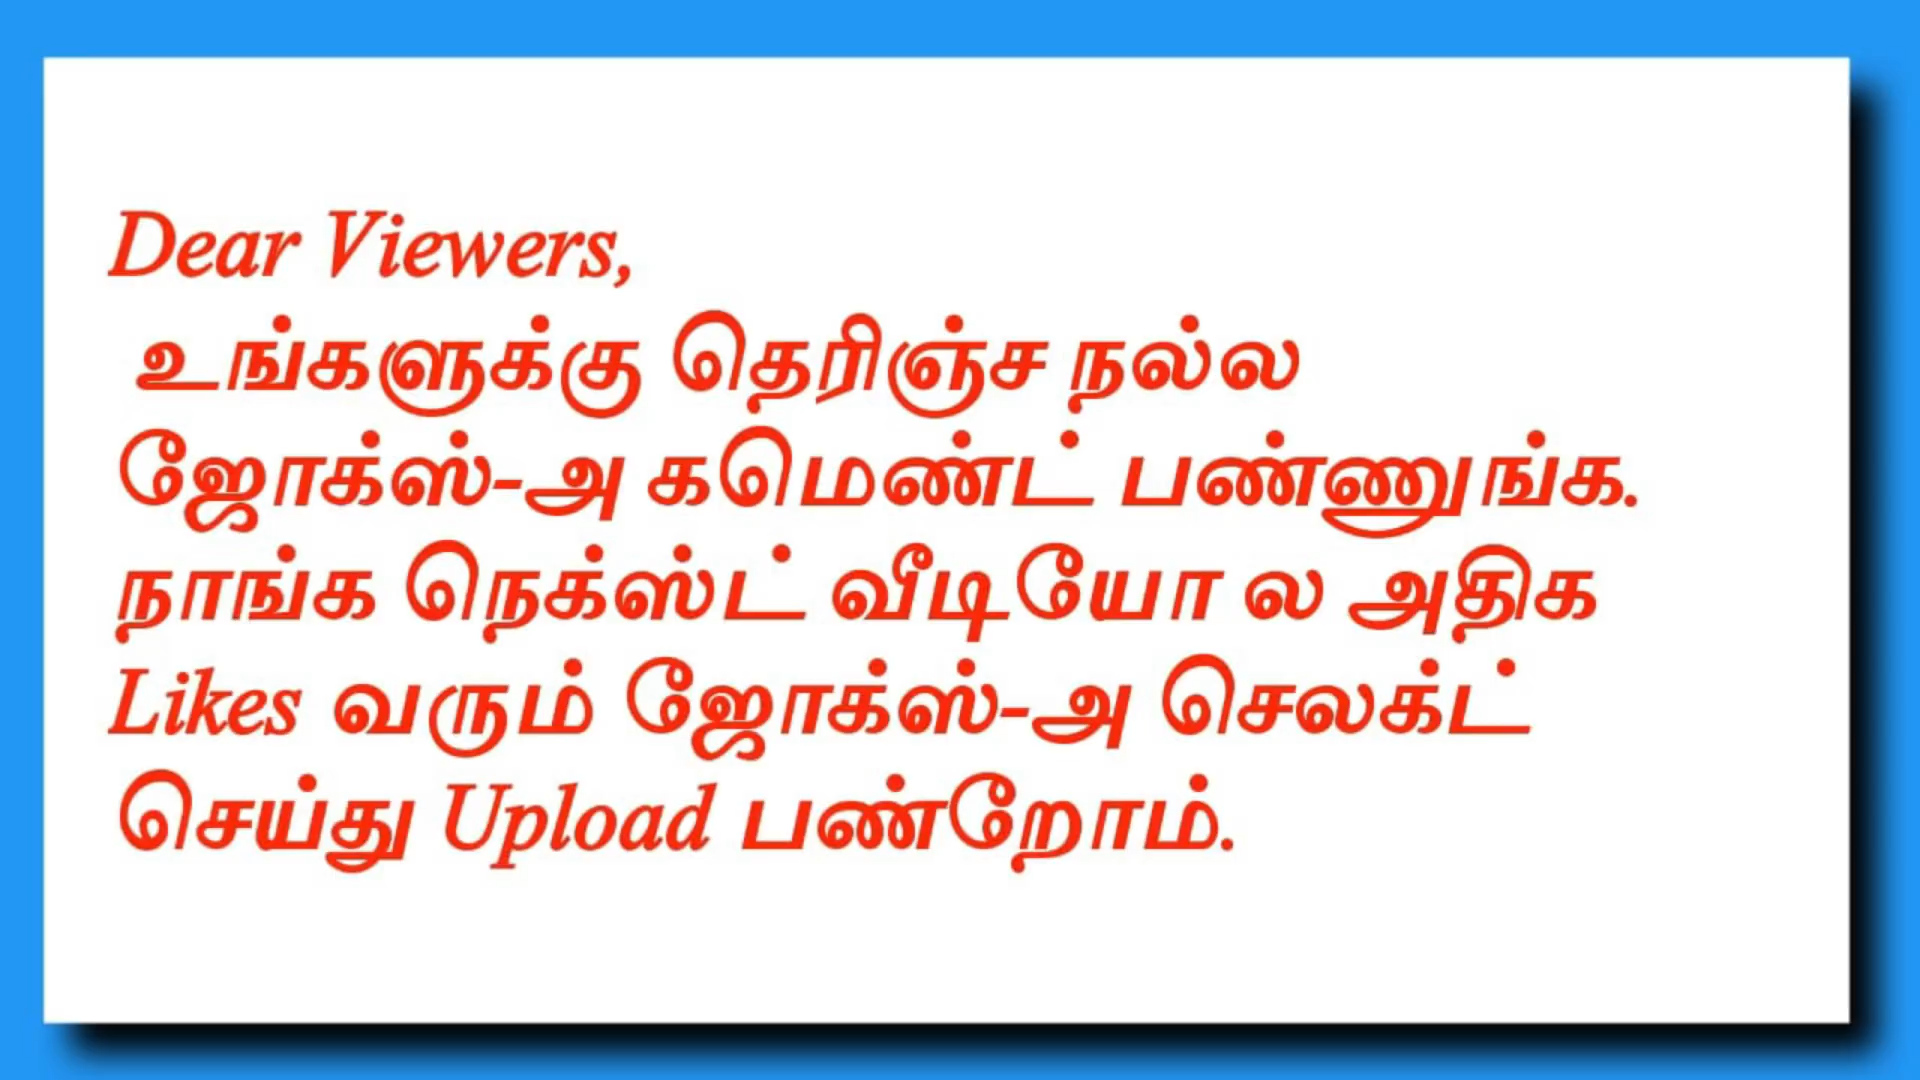 Dear Viewers,
உங்களுக்கு தெரிஞ்ச நல்ல
ஜோக்ஸ்-அ கமெண்ட் பண்ணுங்க.
நாங்க நெக்ஸ்ட் வீடியோ ல அதிக
Likes வரும் ஜோக்ஸ்-அ செலக்ட்
செய்து Upload பண்றோம்.